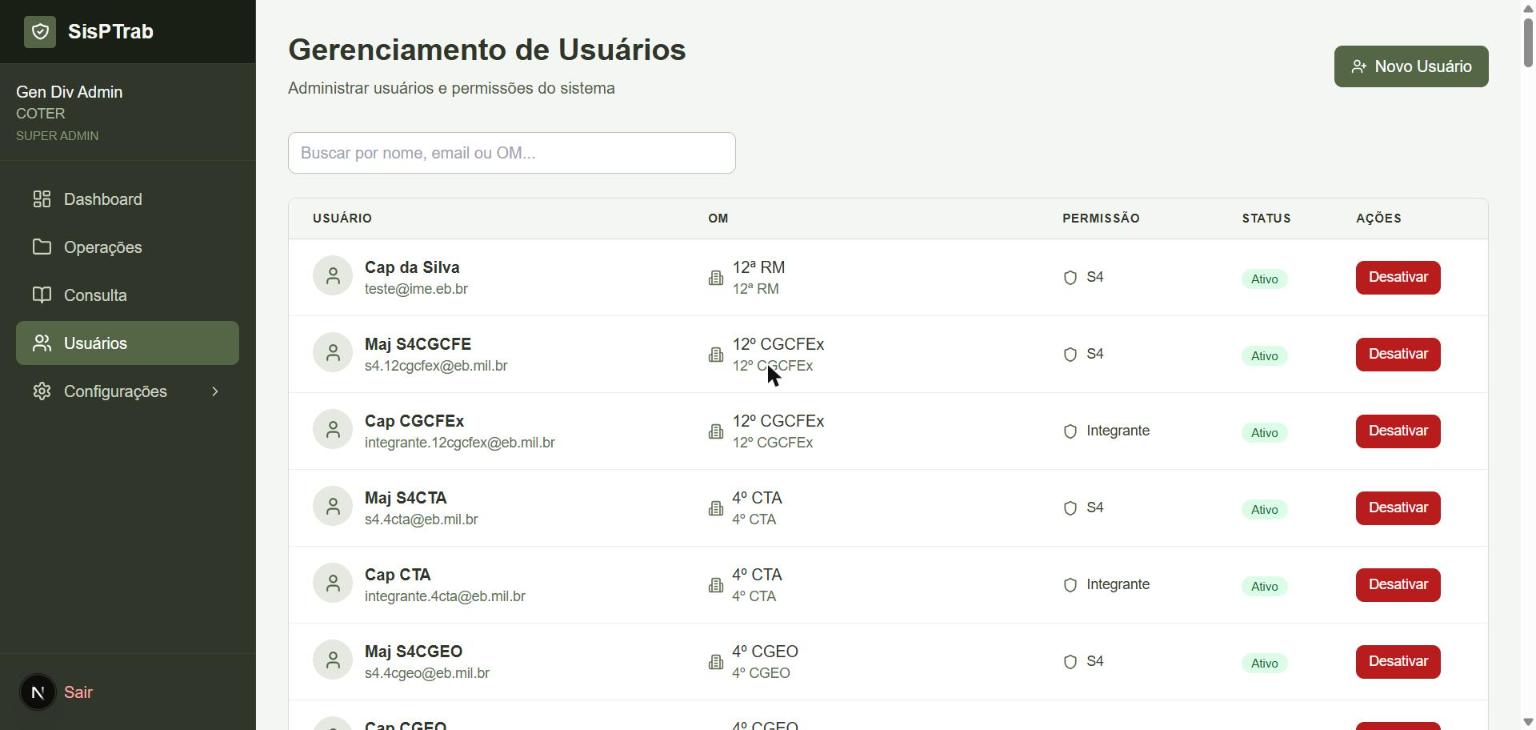 SisPTrab
Gen Div Admin
COTER
SUPER ADMIN
Dashboard
Operações
Consulta
Usuários
Configurações
N Sair
Gerenciamento de Usuários
Administrar usuários e permissões do sistema
Novo Usuário
Buscar por nome, email ou OM...
USUÁRIO OM PERMISSÃO STATUS AÇÕES
Cap da Silva 12ª RM S4 Ativo Desativar
teste@ime.eb.br 12ª RM
Maj S4CGCFE 12º CGCFEx S4 Ativo Desativar
s4.12cgcfex@eb.mil.br 12º CGCFEx
Cap CGCFEx 12º CGCFEx Integrante Ativo Desativar
integrante.12cgcfex@eb.mil.br 12º CGCFEx
Maj S4CTA 4º CTA S4 Ativo Desativar
s4.4cta@eb.mil.br 4º CTA
Cap CTA 4º CTA Integrante Ativo Desativar
integrante.4cta@eb.mil.br 4º CTA
Maj S4CGEO 4º CGEO S4 Ativo Desativar
s4.4cgeo@eb.mil.br 4º CGEO
Cap CGEO 4º CGEO